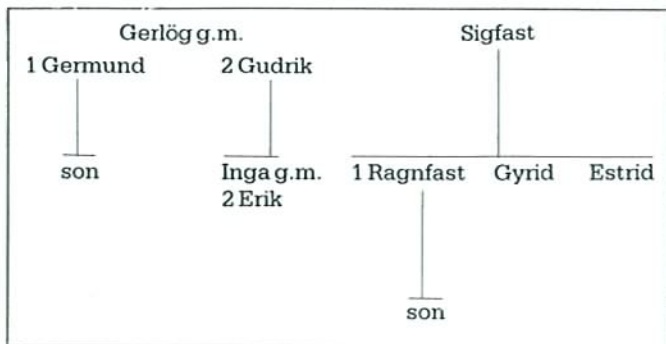 Gerlög g.m. Sigfast
1 Germund 2 Gudrik
son Inga g.m. 1 Ragnfast Gyrid Estrid
2 Erik
son